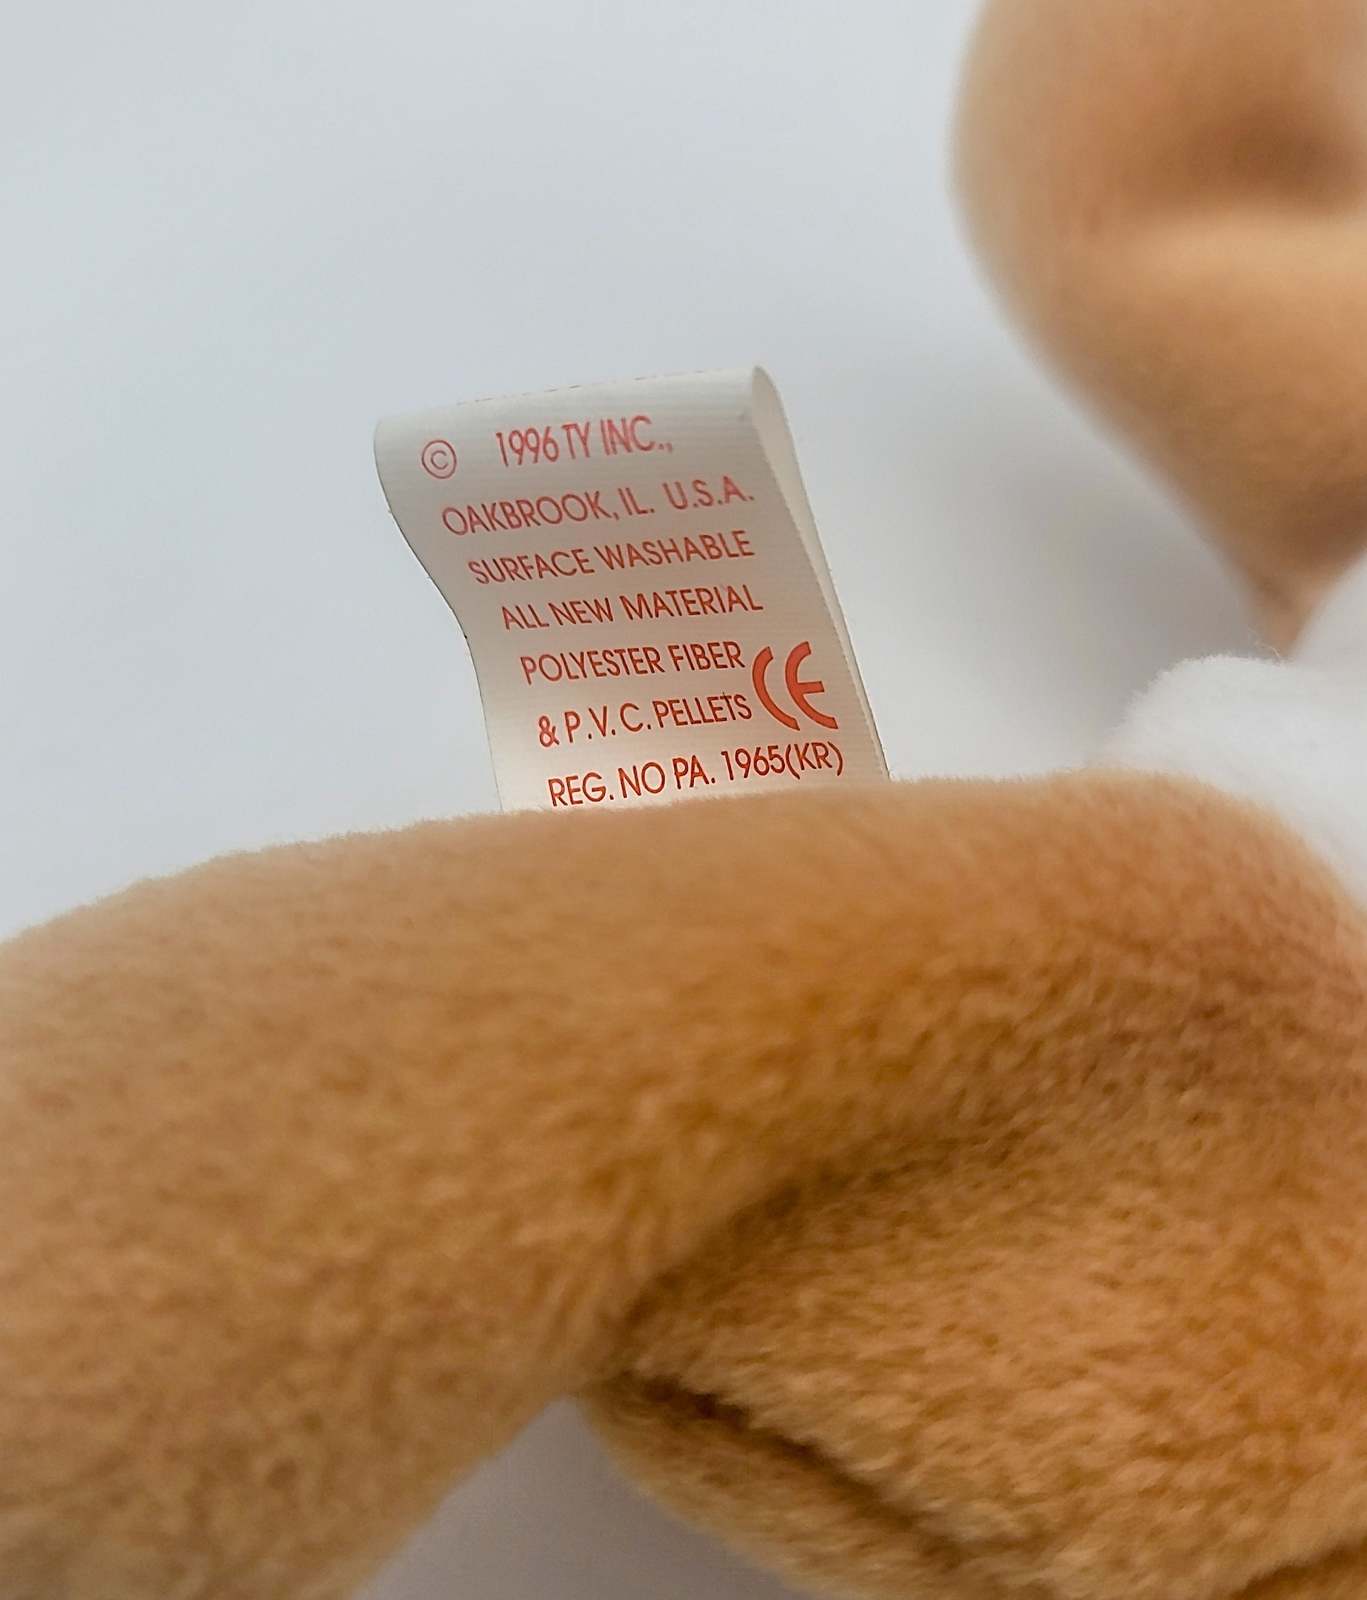 © 1996 TY INC.,
OAKBROOK, IL. U.S.A.
SURFACE WASHABLE
ALL NEW MATERIAL
POLYESTER FIBER
& P.V.C. PELLETS CE
REG. NO PA. 1965(KR)